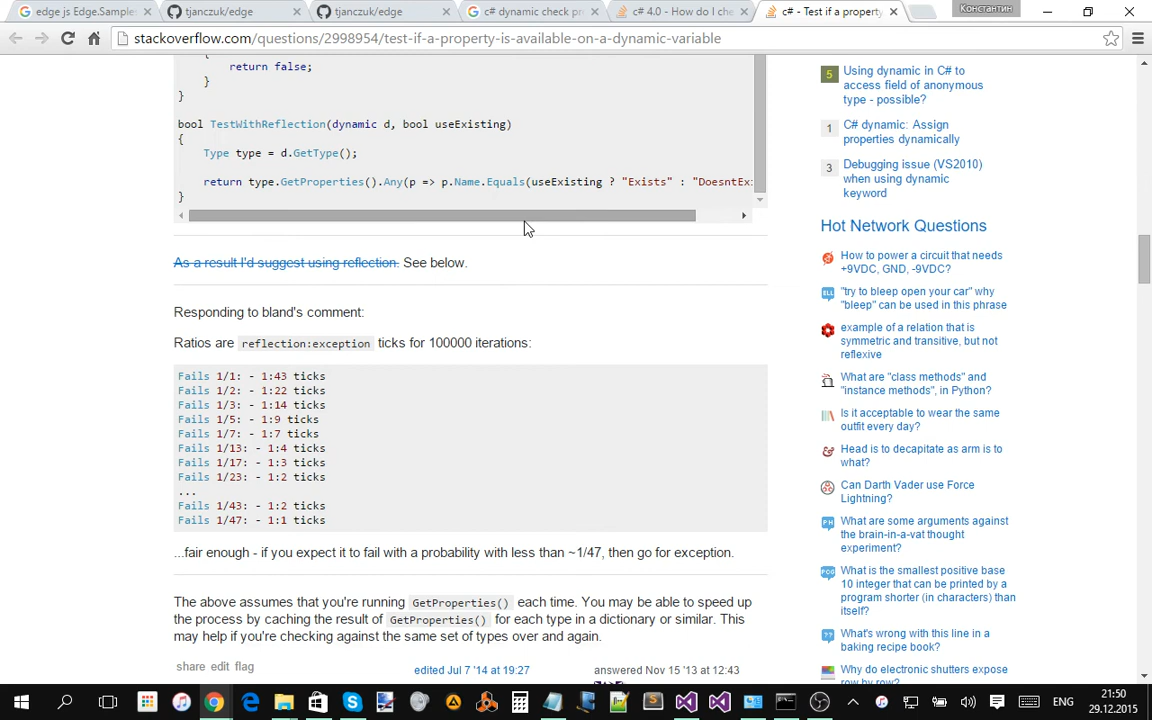 edge js Edge.Samples
tjanczuk/edge
tjanczuk/edge
c# dynamic check pr
c# 4.0 - How do I che
c# - Test if a property
Константин
stackoverflow.com/questions/2998954/test-if-a-property-is-available-on-a-dynamic-variable
{
return false;
}
}
bool TestWithReflection(dynamic d, bool useExisting)
{
Type type = d.GetType();
return type.GetProperties().Any(p => p.Name.Equals(useExisting ? "Exists" : "DoesntEx
}
As a result I'd suggest using reflection. See below.
Responding to bland's comment:
Ratios are reflection:exception ticks for 100000 iterations:
Fails 1/1: - 1:43 ticks
Fails 1/2: - 1:22 ticks
Fails 1/3: - 1:14 ticks
Fails 1/5: - 1:9 ticks
Fails 1/7: - 1:7 ticks
Fails 1/13: - 1:4 ticks
Fails 1/17: - 1:3 ticks
Fails 1/23: - 1:2 ticks
...
Fails 1/43: - 1:2 ticks
Fails 1/47: - 1:1 ticks
...fair enough - if you expect it to fail with a probability with less than ~1/47, then go for exception.
The above assumes that you're running GetProperties() each time. You may be able to speed up
the process by caching the result of GetProperties() for each type in a dictionary or similar. This
may help if you're checking against the same set of types over and again.
share edit flag
edited Jul 7 '14 at 19:27
answered Nov 15 '13 at 12:43
5
Using dynamic in C# to
access field of anonymous
type - possible?
1
C# dynamic: Assign
properties dynamically
3
Debugging issue (VS2010)
when using dynamic
keyword
Hot Network Questions
How to power a circuit that needs
+9VDC, GND, -9VDC?
ELL
"try to bleep open your car" why
"bleep" can be used in this phrase
example of a relation that is
symmetric and transitive, but not
reflexive
What are "class methods" and
"instance methods", in Python?
Is it acceptable to wear the same
outfit every day?
Head is to decapitate as arm is to
what?
Can Darth Vader use Force
Lightning?
PH
What are some arguments against
the brain-in-a-vat thought
experiment?
PCG
What is the smallest positive base
10 integer that can be printed by a
program shorter (in characters) than
itself?
??
What's wrong with this line in a
baking recipe book?
Why do electronic shutters expose
row by row?
ENG
21:50
29.12.2015